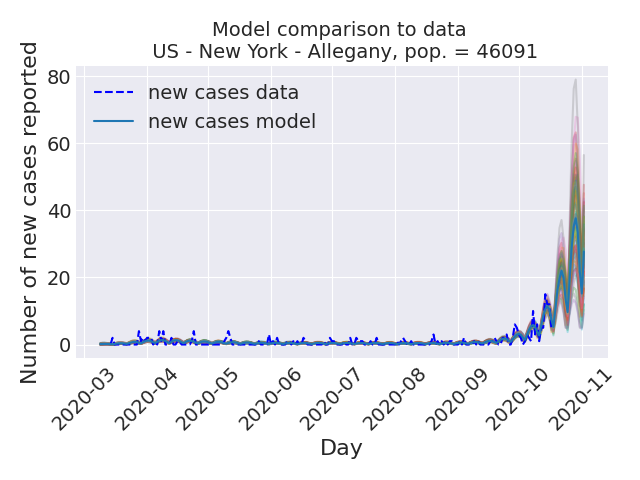 Model comparison to data
US - New York - Allegany, pop. = 46091
Number of new cases reported
80
60
40
20
0
new cases data
new cases model
2020-03
2020-04
2020-05
2020-06
2020-07
2020-08
2020-09
2020-10
2020-11
Day